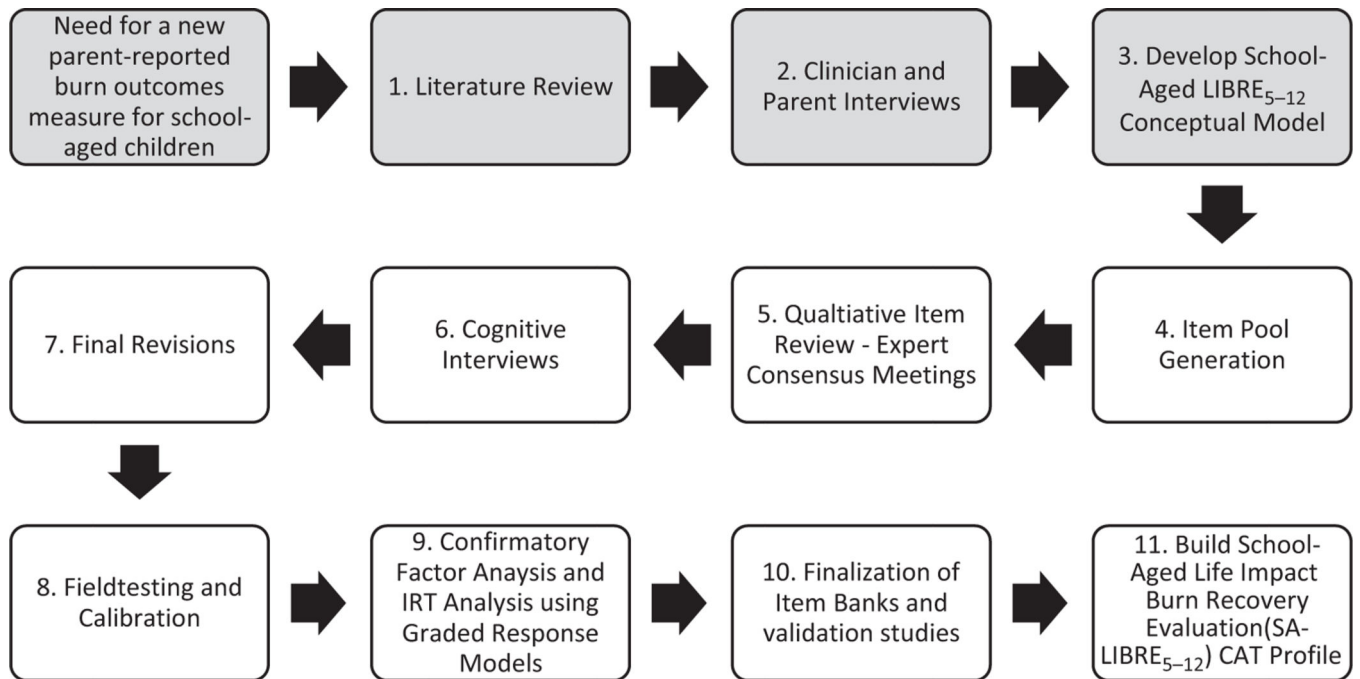 Need for a new
parent-reported
burn outcomes
measure for school-
aged children
1. Literature Review
2. Clinician and
Parent Interviews
3. Develop School-
Aged LIBRE₅₋₁₂
Conceptual Model
4. Item Pool
Generation
5. Qualtiative Item
Review - Expert
Consensus Meetings
6. Cognitive
Interviews
7. Final Revisions
8. Fieldtesting and
Calibration
9. Confirmatory
Factor Anaysis and
IRT Analysis using
Graded Response
Models
10. Finalization of
Item Banks and
validation studies
11. Build School-
Aged Life Impact
Burn Recovery
Evaluation(SA-
LIBRE₅₋₁₂) CAT Profile